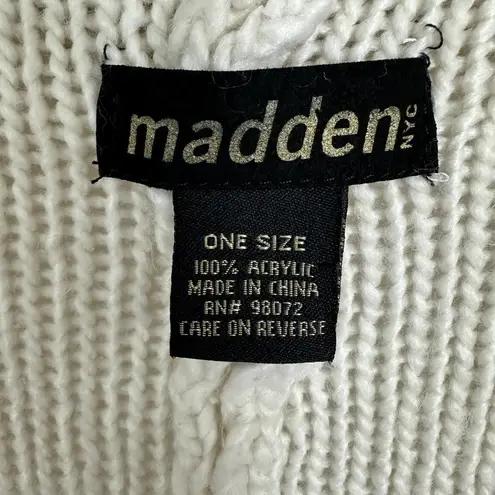 madden NYC
ONE SIZE
100% ACRYLIC
MADE IN CHINA
RN# 98072
CARE ON REVERSE